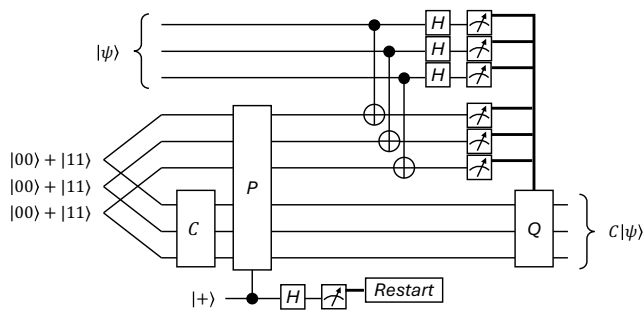 H
|ψ⟩ H
H
|00⟩ + |11⟩
|00⟩ + |11⟩ P
|00⟩ + |11⟩ C Q C|ψ⟩
|+⟩ H Restart